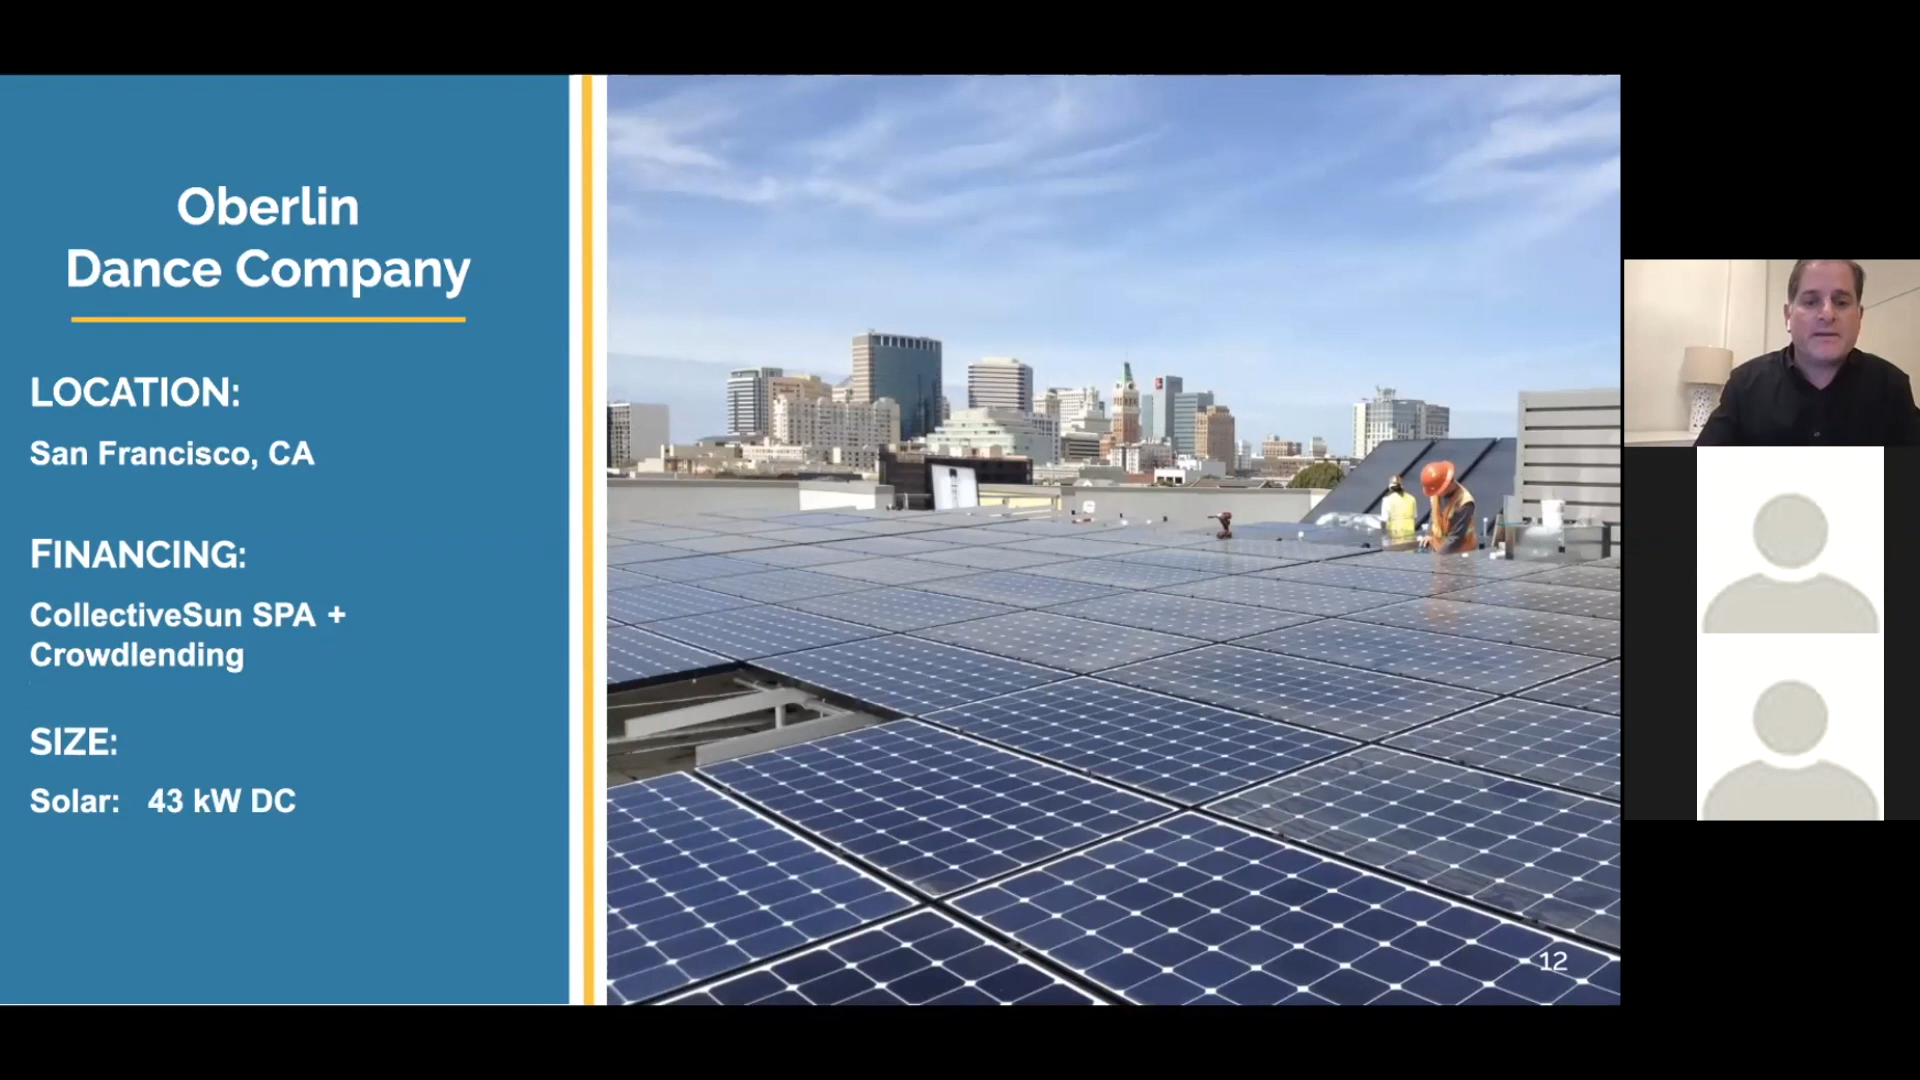 Oberlin
Dance Company
LOCATION:
San Francisco, CA
FINANCING:
CollectiveSun SPA +
Crowdlending
SIZE:
Solar: 43 kW DC
12